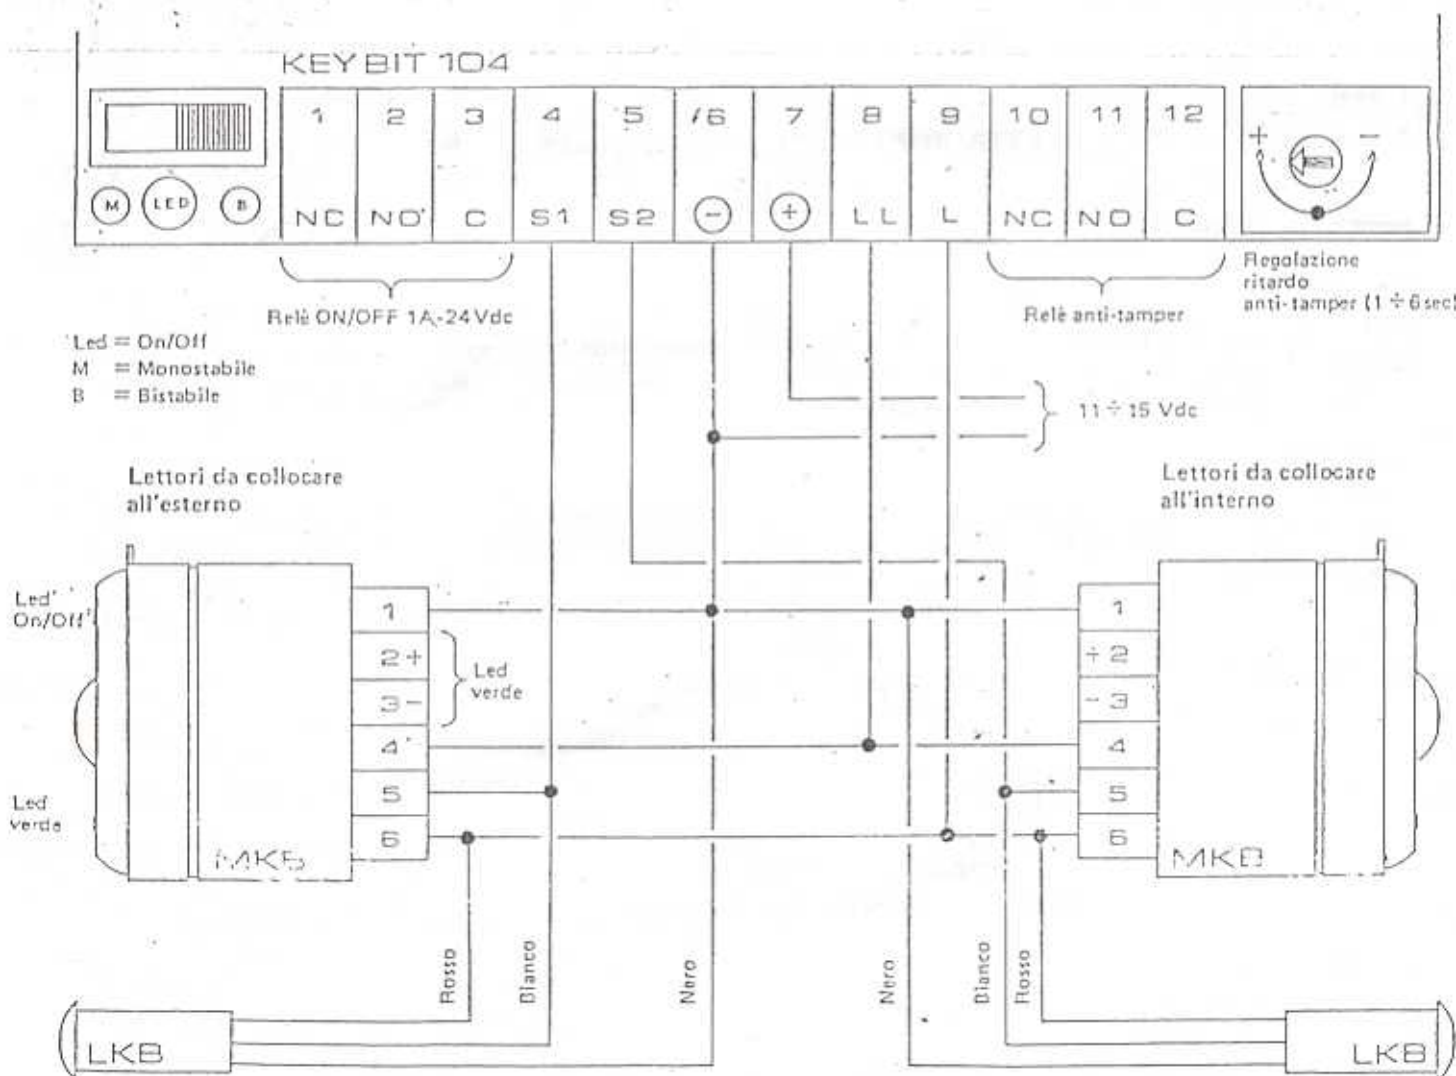 KEYBIT 104
1 2 3 4 5 6 7 8 9 10 11 12
+ -
M LED B
NC NO C S1 S2 - + LL L NC NO C
Relè ON/OFF 1A-24Vdc
Relè anti-tamper
Regolazione
ritardo
anti-tamper (1 ÷ 6 sec)
Led = On/Off
M = Monostabile
B = Bistabile
11 ÷ 15 Vdc
Lettori da collocare
all'esterno
Lettori da collocare
all'interno
Led
On/Off
1
2 +
3 -
4
5
6
Led
verde
Led
verde
MKB
1
÷ 2
- 3
4
5
6
MKB
Rosso
Bianco
Nero
Nero
Bianco
Rosso
LKB
LKB